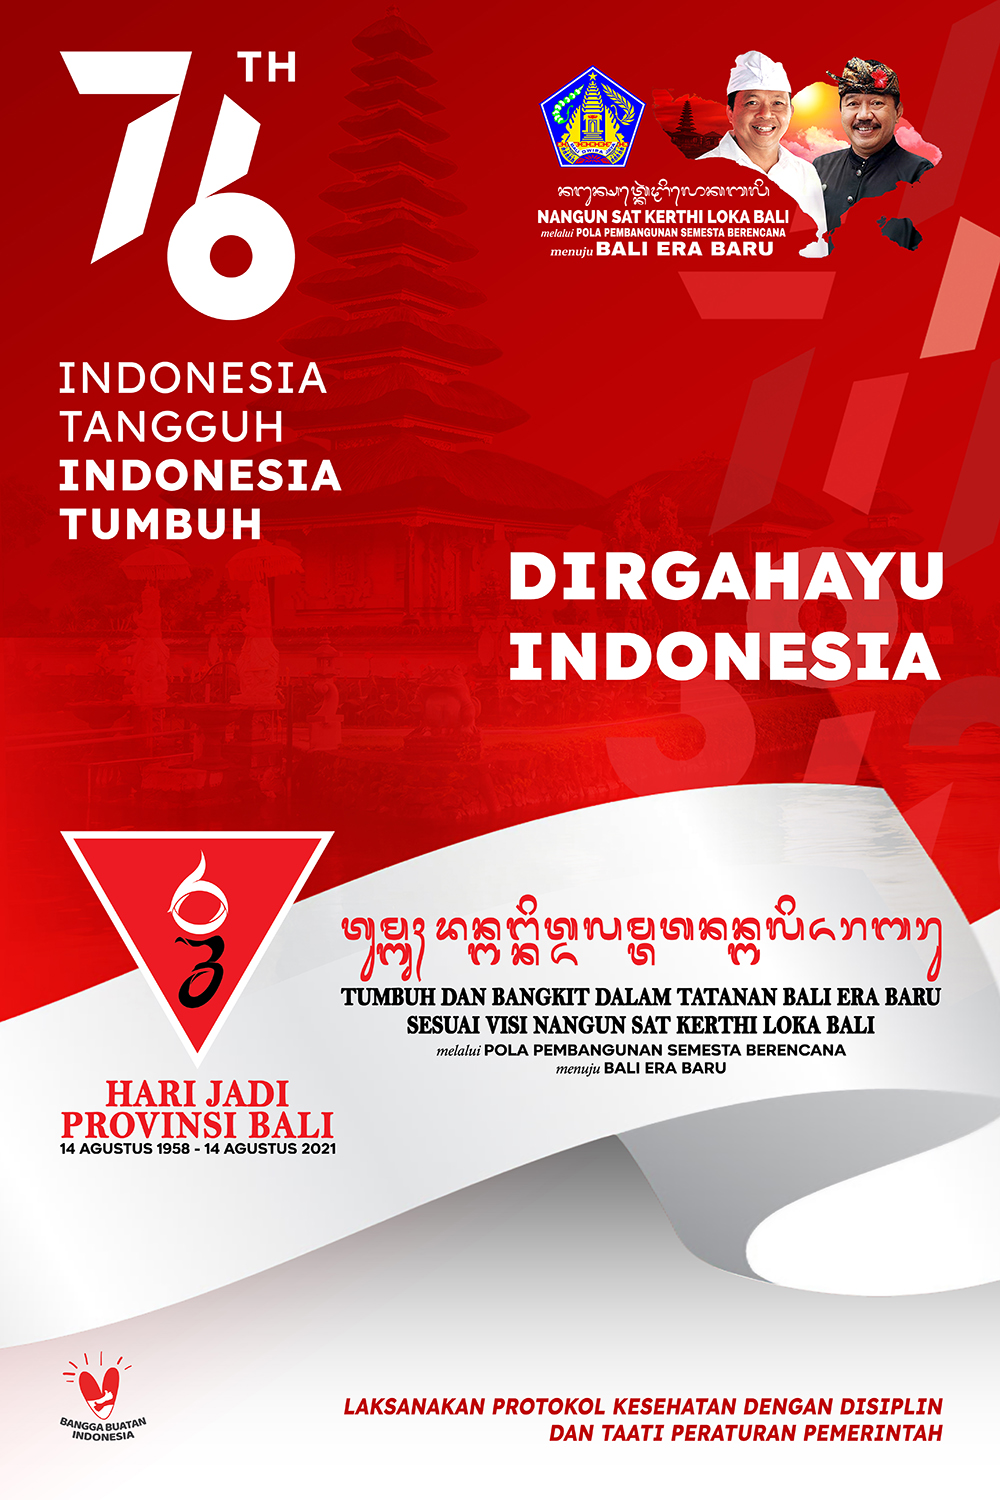 76 TH
INDONESIA
TANGGUH
INDONESIA
TUMBUH
NANGUN SAT KERTHI LOKA BALI
melalui POLA PEMBANGUNAN SEMESTA BERENCANA
menuju BALI ERA BARU
DIRGAHAYU
INDONESIA
63
HARI JADI
PROVINSI BALI
14 AGUSTUS 1958 - 14 AGUSTUS 2021
TUMBUH DAN BANGKIT DALAM TATANAN BALI ERA BARU
SESUAI VISI NANGUN SAT KERTHI LOKA BALI
melalui POLA PEMBANGUNAN SEMESTA BERENCANA
menuju BALI ERA BARU
BANGGA BUATAN
INDONESIA
LAKSANAKAN PROTOKOL KESEHATAN DENGAN DISIPLIN
DAN TAATI PERATURAN PEMERINTAH